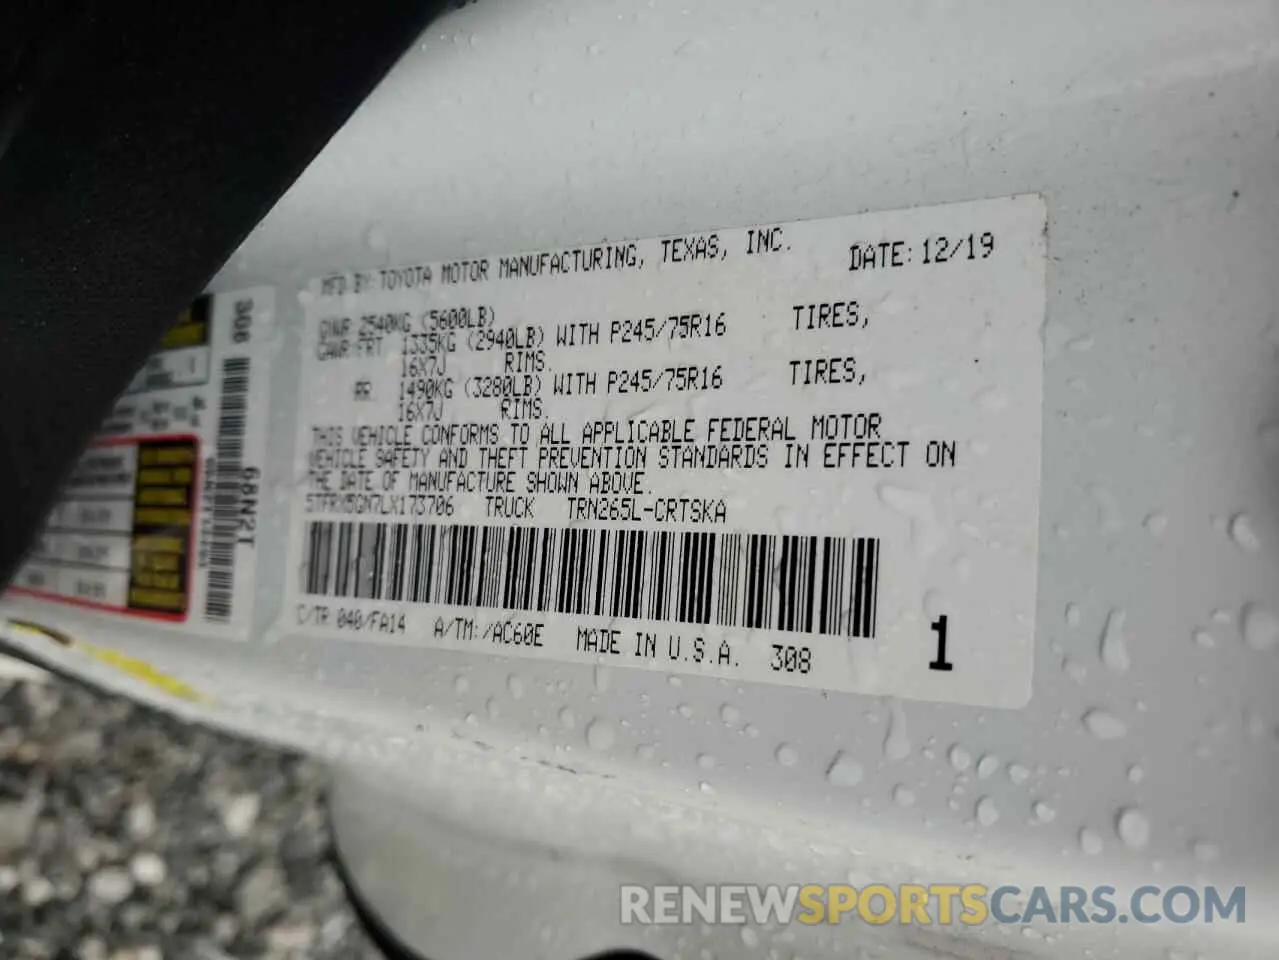 MFD BY: TOYOTA MOTOR MANUFACTURING, TEXAS, INC. DATE: 12/19
GVWR 2540KG (5600LB)
GAWR FRT 1335KG (2940LB) WITH P245/75R16 TIRES,
16X7J RIMS.
RR 1490KG (3280LB) WITH P245/75R16 TIRES,
16X7J RIMS.
THIS VEHICLE CONFORMS TO ALL APPLICABLE FEDERAL MOTOR
VEHICLE SAFETY AND THEFT PREVENTION STANDARDS IN EFFECT ON
THE DATE OF MANUFACTURE SHOWN ABOVE.
5TFRX5GN7LX173706 TRUCK TRN265L-CRTSKA
C/TR 040/FA14 A/TM:/AC60E MADE IN U.S.A. 308
1
308
68N2T
RENEWSPORTSCARS.COM